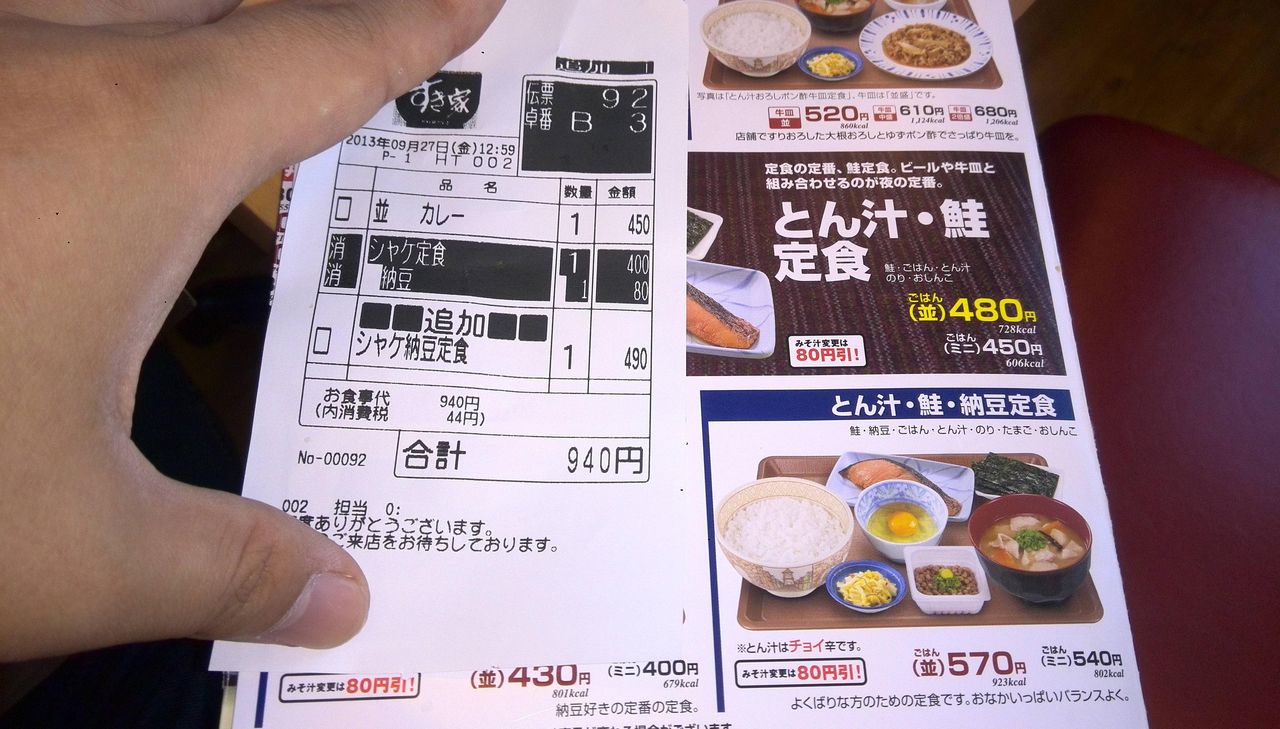 追加
すき家
伝票 92
卓番 B 3
2013年09月27日(金)12:59
P- 1 HT 002
品 名 数量 金額
並 カレー 1 450
消 シャケ定食 1 400
消 納豆 1 80
追加
シャケ納豆定食 1 490
お食事代 940円
(内消費税 44円)
合計 940円
No-00092
002 担当 0:
度ありがとうございます。
ご来店をお待ちしております。
写真は「とん汁おろしポン酢牛皿定食」、牛皿は「並盛」です。
牛皿並 520円 牛皿中盛 610円 牛皿2倍盛 680円
860kcal 1,124kcal 1,206kcal
店舗ですりおろした大根おろしとゆずポン酢でさっぱり牛皿を。
定食の定番、鮭定食。ビールや牛皿と
組み合わせるのが夜の定番。
とん汁・鮭
定食
鮭・ごはん・とん汁
のり・おしんこ
ごはん(並)480円
728kcal
みそ汁変更は
80円引!
ごはん(ミニ)450円
606kcal
とん汁・鮭・納豆定食
鮭・納豆・ごはん・とん汁・のり・たまご・おしんこ
※とん汁はチョイ辛です。
みそ汁変更は80円引!
ごはん(並)570円 ごはん(ミニ)540円
923kcal 802kcal
よくばりな方のための定食です。おなかいっぱいバランスよく。
みそ汁変更は80円引!
(並)430円 (ミニ)400円
801kcal 679kcal
納豆好きの定番の定食。